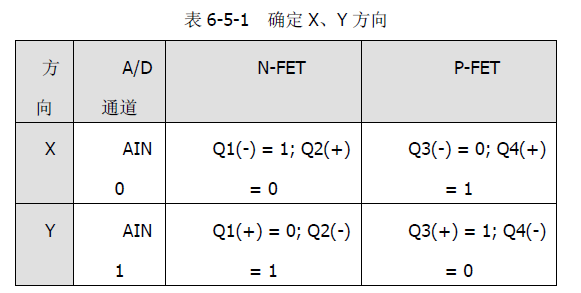 表 6-5-1 确定 X、Y 方向
方向 A/D 通道 N-FET P-FET
X AIN 0 Q1(-) = 1; Q2(+) = 0 Q3(-) = 0; Q4(+) = 1
Y AIN 1 Q1(+) = 0; Q2(-) = 1 Q3(+) = 1; Q4(-) = 0